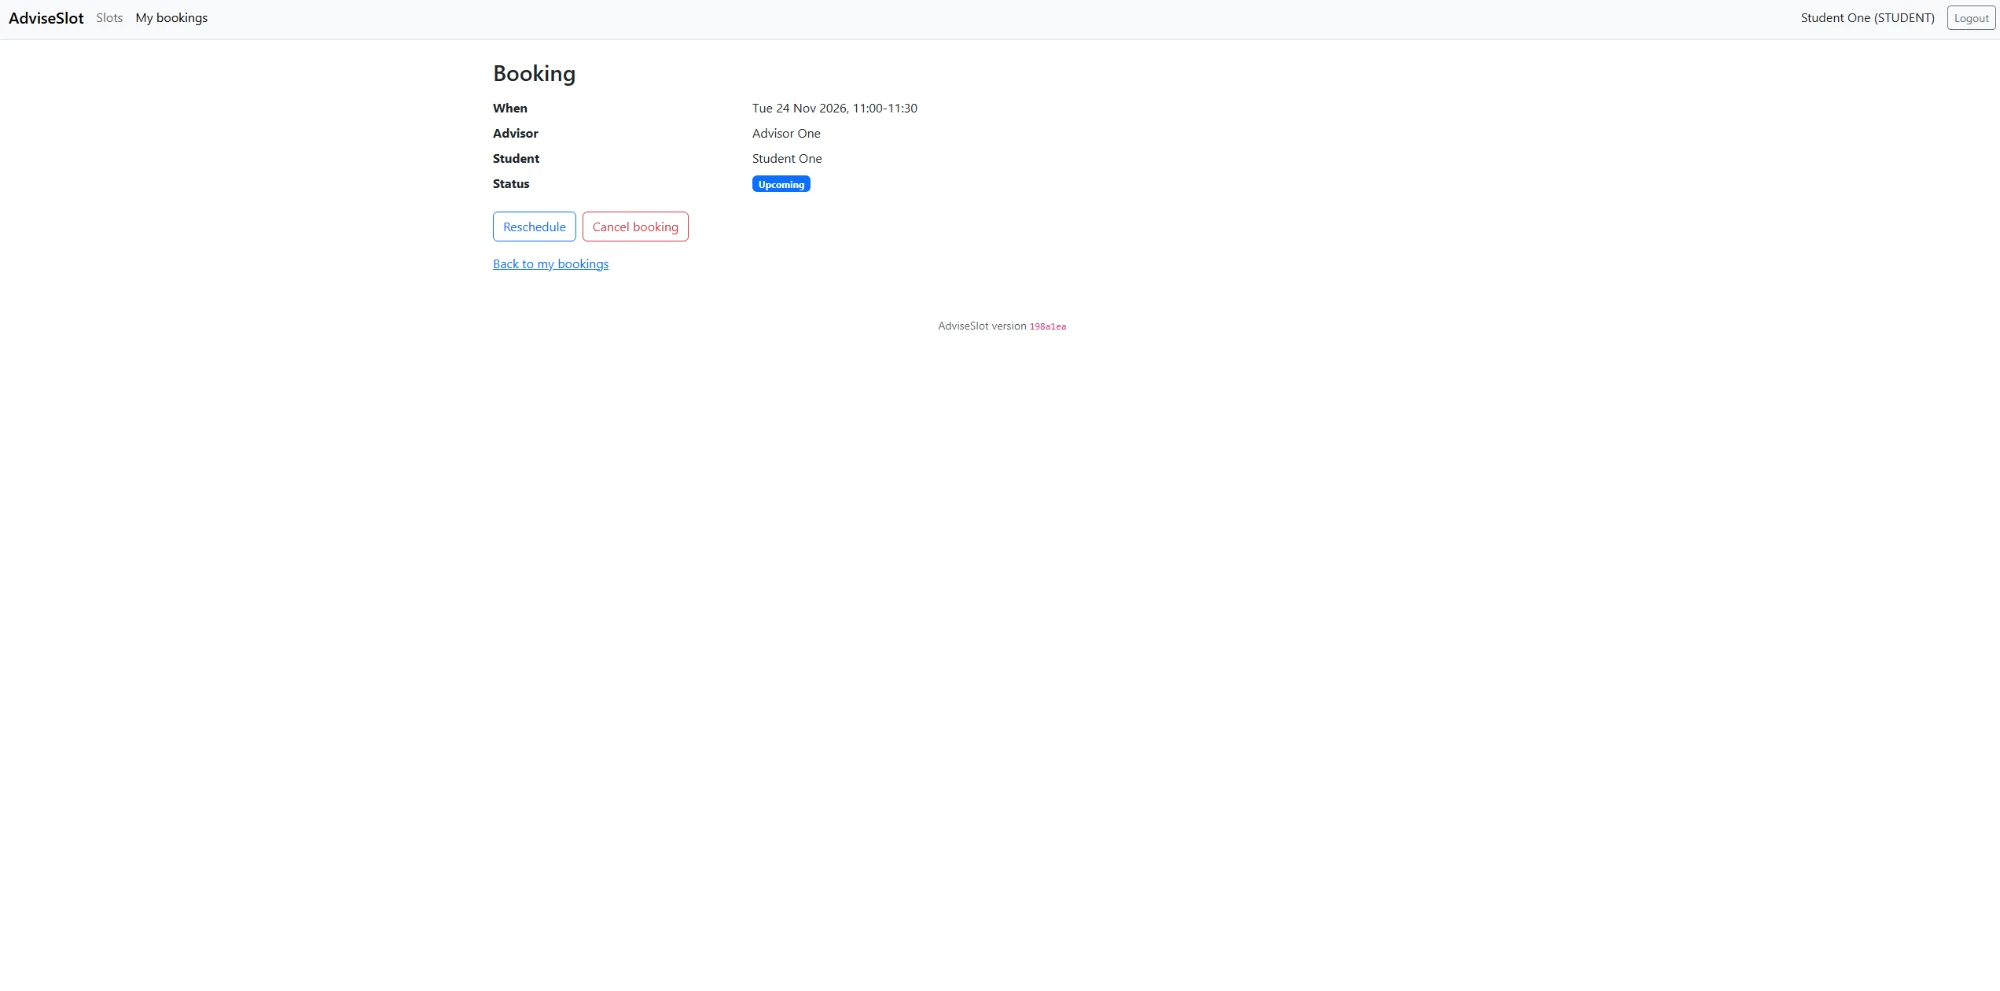 AdviseSlot Slots My bookings Student One (STUDENT) Logout
Booking
When Tue 24 Nov 2026, 11:00-11:30
Advisor Advisor One
Student Student One
Status Upcoming
Reschedule Cancel booking
Back to my bookings
AdviseSlot version 198a1ea